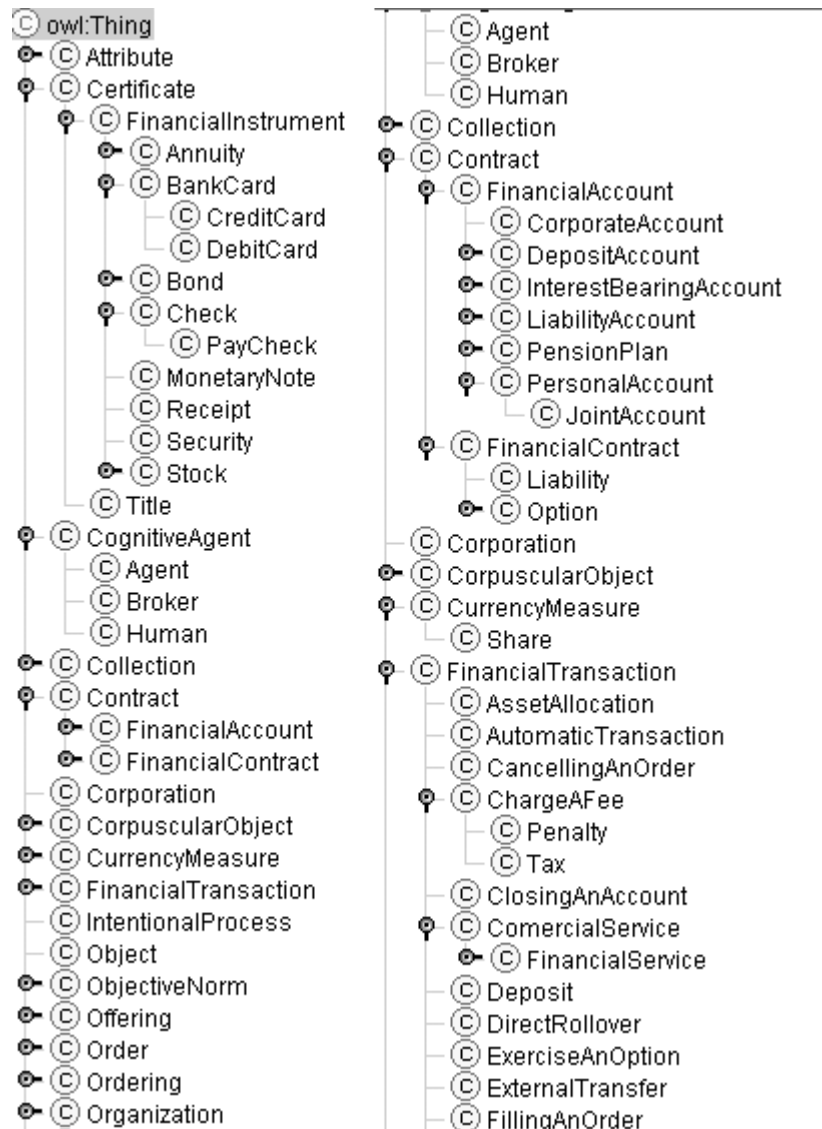 owl:Thing
Attribute
Certificate
FinancialInstrument
Annuity
BankCard
CreditCard
DebitCard
Bond
Check
PayCheck
MonetaryNote
Receipt
Security
Stock
Title
CognitiveAgent
Agent
Broker
Human
Collection
Contract
FinancialAccount
FinancialContract
Corporation
CorpuscularObject
CurrencyMeasure
FinancialTransaction
IntentionalProcess
Object
ObjectiveNorm
Offering
Order
Ordering
Organization
Agent
Broker
Human
Collection
Contract
FinancialAccount
CorporateAccount
DepositAccount
InterestBearingAccount
LiabilityAccount
PensionPlan
PersonalAccount
JointAccount
FinancialContract
Liability
Option
Corporation
CorpuscularObject
CurrencyMeasure
Share
FinancialTransaction
AssetAllocation
AutomaticTransaction
CancellingAnOrder
ChargeAFee
Penalty
Tax
ClosingAnAccount
ComercialService
FinancialService
Deposit
DirectRollover
ExerciseAnOption
ExternalTransfer
FillingAnOrder